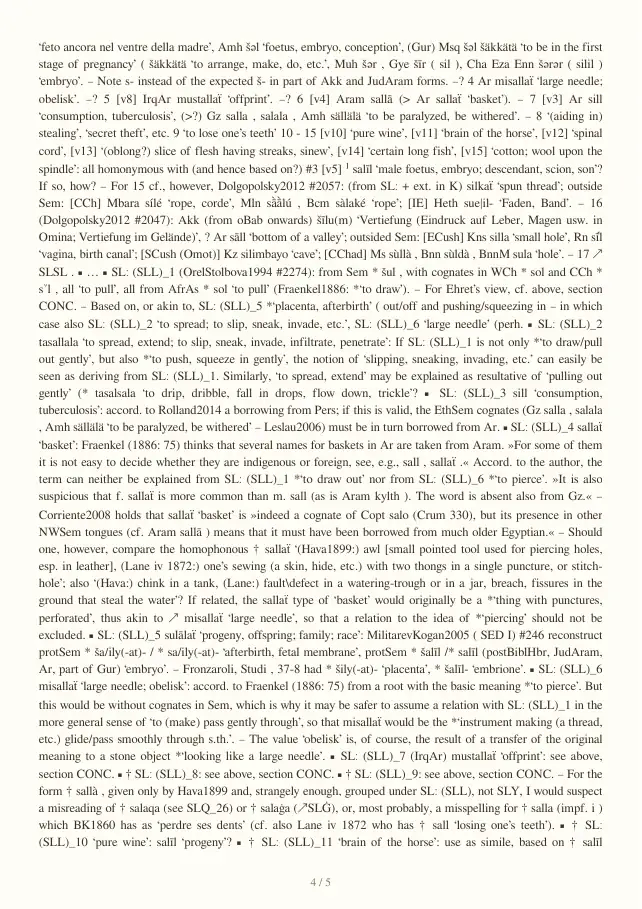 ‘feto ancora nel ventre della madre’, Amh šəl ‘foetus, embryo, conception’, (Gur) Msq šəl šäkkätä ‘to be in the first
stage of pregnancy’ ( šäkkätä ‘to arrange, make, do, etc.’, Muh šər , Gye šïr ( sil ), Cha Eza Enn šərər ( silil )
‘embryo’. – Note s- instead of the expected š- in part of Akk and JudAram forms. –? 4 Ar misallaẗ ‘large needle;
obelisk’. –? 5 [v8] IrqAr mustallaẗ ‘offprint’. –? 6 [v4] Aram sallā (> Ar sallaẗ ‘basket’). – 7 [v3] Ar sill
‘consumption, tuberculosis’, (>?) Gz salla , salala , Amh sällälä ‘to be paralyzed, be withered’. – 8 ‘(aiding in)
stealing’, ‘secret theft’, etc. 9 ‘to lose one’s teeth’ 10 - 15 [v10] ‘pure wine’, [v11] ‘brain of the horse’, [v12] ‘spinal
cord’, [v13] ‘(oblong?) slice of flesh having streaks, sinew’, [v14] ‘certain long fish’, [v15] ‘cotton; wool upon the
spindle’: all homonymous with (and hence based on?) #3 [v5] ¹ salīl ‘male foetus, embryo; descendant, scion, son’?
If so, how? – For 15 cf., however, Dolgopolsky2012 #2057: (from SL: + ext. in K) silkaẗ ‘spun thread’; outside
Sem: [CCh] Mbara sílé ‘rope, corde’, Mln sǟlú , Bcm sàlaké ‘rope’; [IE] Heth sue|il- ‘Faden, Band’. – 16
(Dolgopolsky2012 #2047): Akk (from oBab onwards) šīlu(m) ‘Vertiefung (Eindruck auf Leber, Magen usw. in
Omina; Vertiefung im Gelände)’, ? Ar sāll ‘bottom of a valley’; outsided Sem: [ECush] Kns silla ‘small hole’, Rn síl
‘vagina, birth canal’; [SCush (Omot)] Kz silimbayo ‘cave’; [CChad] Ms sùllà , Bnn sùldà , BnnM sula ‘hole’. – 17 ↗
SLSL . ▪ … ▪ SL: (SLL)_1 (OrelStolbova1994 #2274): from Sem * šul , with cognates in WCh * sol and CCh *
sˇl , all ‘to pull’, all from AfrAs * sol ‘to pull’ (Fraenkel1886: *‘to draw’). – For Ehret’s view, cf. above, section
CONC. – Based on, or akin to, SL: (SLL)_5 *‘placenta, afterbirth’ ( out/off and pushing/squeezing in – in which
case also SL: (SLL)_2 ‘to spread; to slip, sneak, invade, etc.’, SL: (SLL)_6 ‘large needle’ (perh. ▪ SL: (SLL)_2
tasallala ‘to spread, extend; to slip, sneak, invade, infiltrate, penetrate’: If SL: (SLL)_1 is not only *‘to draw/pull
out gently’, but also *‘to push, squeeze in gently’, the notion of ‘slipping, sneaking, invading, etc.’ can easily be
seen as deriving from SL: (SLL)_1. Similarly, ‘to spread, extend’ may be explained as resultative of ‘pulling out
gently’ (* tasalsala ‘to drip, dribble, fall in drops, flow down, trickle’? ▪ SL: (SLL)_3 sill ‘consumption,
tuberculosis’: accord. to Rolland2014 a borrowing from Pers; if this is valid, the EthSem cognates (Gz salla , salala
, Amh sällälä ‘to be paralyzed, be withered’ – Leslau2006) must be in turn borrowed from Ar. ▪ SL: (SLL)_4 sallaẗ
‘basket’: Fraenkel (1886: 75) thinks that several names for baskets in Ar are taken from Aram. »For some of them
it is not easy to decide whether they are indigenous or foreign, see, e.g., sall , sallaẗ .« Accord. to the author, the
term can neither be explained from SL: (SLL)_1 *‘to draw out’ nor from SL: (SLL)_6 *‘to pierce’. »It is also
suspicious that f. sallaẗ is more common than m. sall (as is Aram kylth ). The word is absent also from Gz.« –
Corriente2008 holds that sallaẗ ‘basket’ is »indeed a cognate of Copt salo (Crum 330), but its presence in other
NWSem tongues (cf. Aram sallā ) means that it must have been borrowed from much older Egyptian.« – Should
one, however, compare the homophonous † sallaẗ ‘(Hava1899:) awl [small pointed tool used for piercing holes,
esp. in leather], (Lane iv 1872:) one’s sewing (a skin, hide, etc.) with two thongs in a single puncture, or stitch-
hole’; also ‘(Hava:) chink in a tank, (Lane:) fault\defect in a watering-trough or in a jar, breach, fissures in the
ground that steal the water’? If related, the sallaẗ type of ‘basket’ would originally be a *‘thing with punctures,
perforated’, thus akin to ↗ misallaẗ ‘large needle’, so that a relation to the idea of *‘piercing’ should not be
excluded. ▪ SL: (SLL)_5 sulālaẗ ‘progeny, offspring; family; race’: MilitarevKogan2005 ( SED I) #246 reconstruct
protSem * ša/ily(-at)- / * sa/ily(-at)- ‘afterbirth, fetal membrane’, protSem * šalīl /* salīl (postBiblHbr, JudAram,
Ar, part of Gur) ‘embryo’. – Fronzaroli, Studi , 37-8 had * šily(-at)- ‘placenta’, * šalīl- ‘embrione’. ▪ SL: (SLL)_6
misallaẗ ‘large needle; obelisk’: accord. to Fraenkel (1886: 75) from a root with the basic meaning *‘to pierce’. But
this would be without cognates in Sem, which is why it may be safer to assume a relation with SL: (SLL)_1 in the
more general sense of ‘to (make) pass gently through’, so that misallaẗ would be the *‘instrument making (a thread,
etc.) glide/pass smoothly through s.th.’. – The value ‘obelisk’ is, of course, the result of a transfer of the original
meaning to a stone object *‘looking like a large needle’. ▪ SL: (SLL)_7 (IrqAr) mustallaẗ ‘offprint’: see above,
section CONC. ▪ † SL: (SLL)_8: see above, section CONC. ▪ † SL: (SLL)_9: see above, section CONC. – For the
form † sallà , given only by Hava1899 and, strangely enough, grouped under SL: (SLL), not SLY, I would suspect
a misreading of † salaqa (see SLQ_26) or † salaġa (↗SLĠ), or, most probably, a misspelling for † salla (impf. i )
which BK1860 has as ‘perdre ses dents’ (cf. also Lane iv 1872 who has † sall ‘losing one’s teeth’). ▪ † SL:
(SLL)_10 ‘pure wine’: salīl ‘progeny’? ▪ † SL: (SLL)_11 ‘brain of the horse’: use as simile, based on † salīl
4 / 5